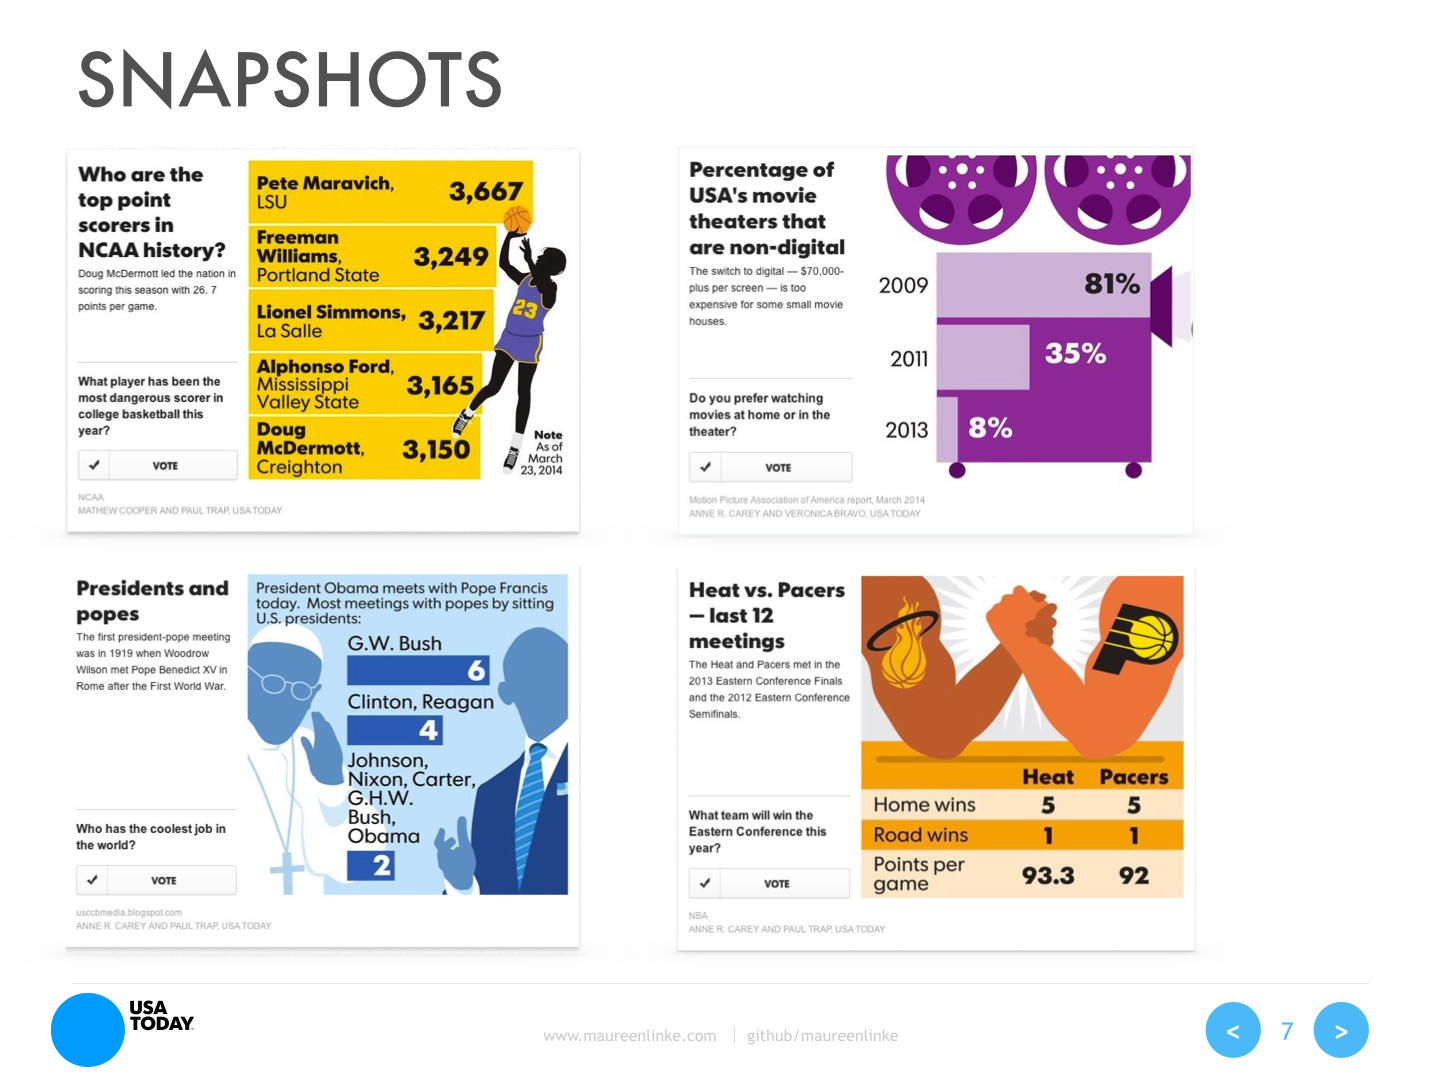 SNAPSHOTS
Who are the
top point
scorers in
NCAA history?
Doug McDermott led the nation in
scoring this season with 26. 7
points per game.
What player has been the
most dangerous scorer in
college basketball this
year?
VOTE
NCAA
MATHEW COOPER AND PAUL TRAP, USA TODAY
Pete Maravich,
LSU
3,667
Freeman
Williams,
Portland State
3,249
Lionel Simmons,
La Salle
3,217
Alphonso Ford,
Mississippi
Valley State
3,165
Doug
McDermott,
Creighton
3,150
23
Note
As of
March
23, 2014
Percentage of
USA's movie
theaters that
are non-digital
The switch to digital — $70,000-
plus per screen — is too
expensive for some small movie
houses.
Do you prefer watching
movies at home or in the
theater?
VOTE
Motion Picture Association of America report, March 2014
ANNE R. CAREY AND VERONICA BRAVO, USA TODAY
2009
81%
2011
35%
2013
8%
Presidents and
popes
The first president-pope meeting
was in 1919 when Woodrow
Wilson met Pope Benedict XV in
Rome after the First World War.
Who has the coolest job in
the world?
VOTE
usccbmedia.blogspot.com
ANNE R. CAREY AND PAUL TRAP, USA TODAY
President Obama meets with Pope Francis
today. Most meetings with popes by sitting
U.S. presidents:
G.W. Bush
6
Clinton, Reagan
4
Johnson,
Nixon, Carter,
G.H.W.
Bush,
Obama
2
Heat vs. Pacers
– last 12
meetings
The Heat and Pacers met in the
2013 Eastern Conference Finals
and the 2012 Eastern Conference
Semifinals.
What team will win the
Eastern Conference this
year?
VOTE
NBA
ANNE R. CAREY AND PAUL TRAP, USA TODAY
Heat Pacers
Home wins 5 5
Road wins 1 1
Points per
game 93.3 92
USA
TODAY
www.maureenlinke.com | github/maureenlinke
< 7 >